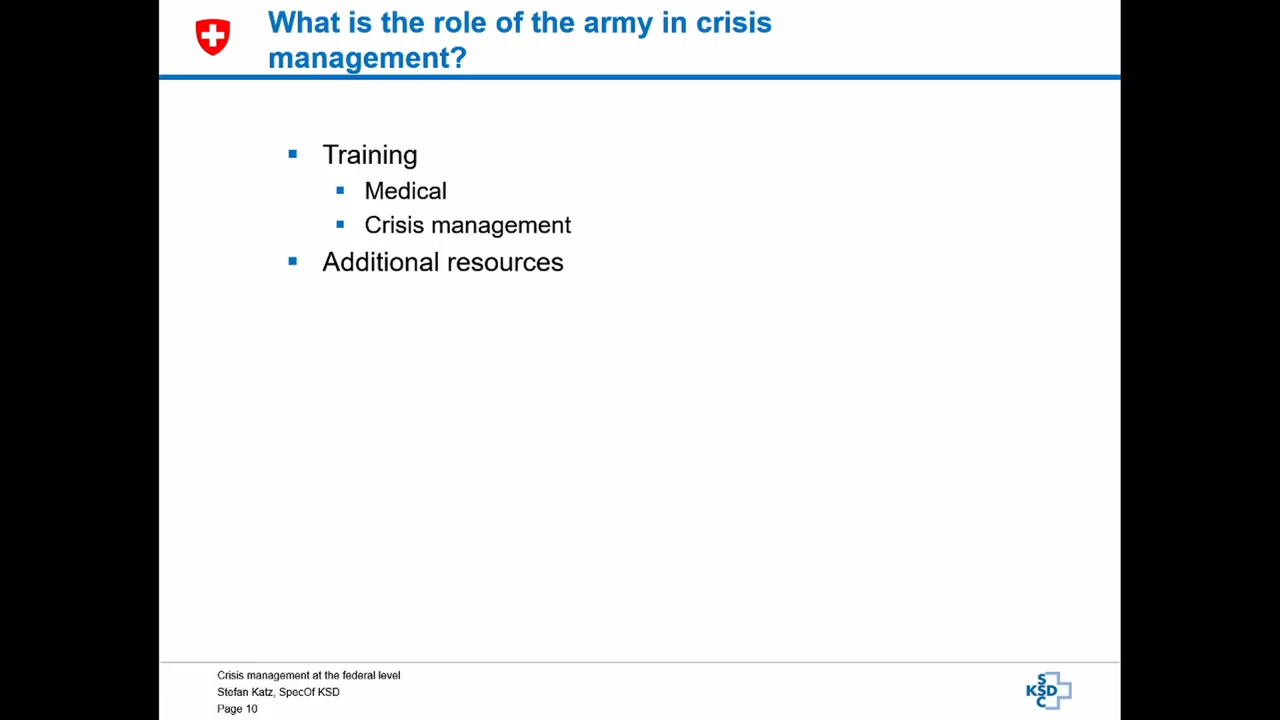 What is the role of the army in crisis
management?
Training
Medical
Crisis management
Additional resources
Crisis management at the federal level
Stefan Katz, SpecOf KSD
Page 10
S
KSD
C